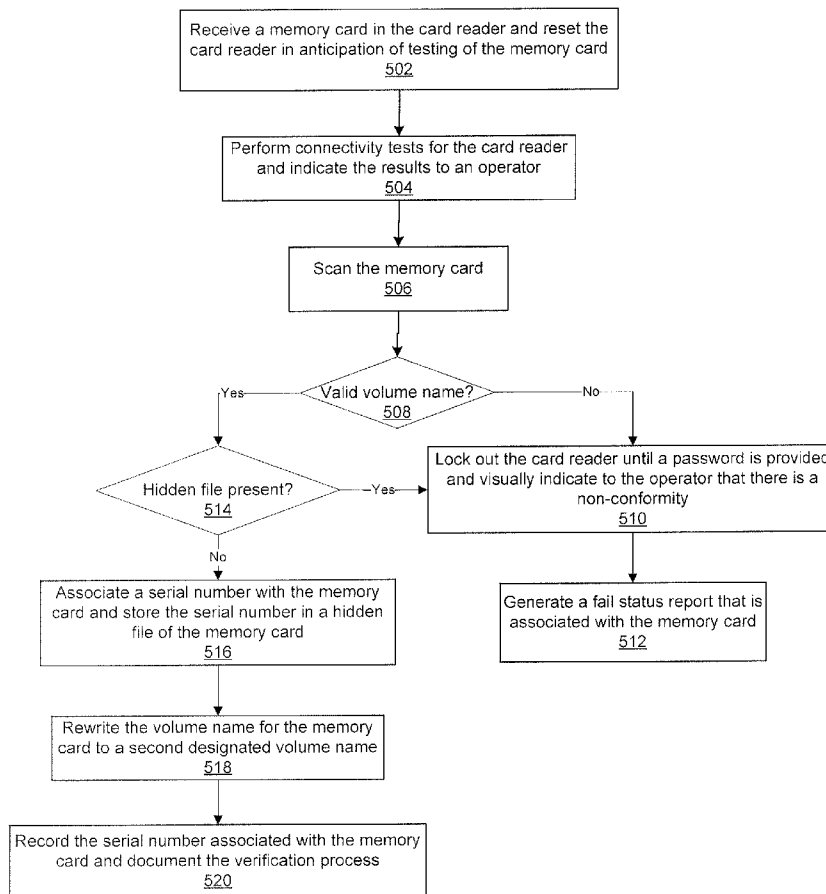 Receive a memory card in the card reader and reset the
card reader in anticipation of testing of the memory card
502
Perform connectivity tests for the card reader
and indicate the results to an operator
504
Scan the memory card
506
Valid volume name?
508
Yes
No
Hidden file present?
514
Yes
Lock out the card reader until a password is provided
and visually indicate to the operator that there is a
non-conformity
510
No
Associate a serial number with the memory
card and store the serial number in a hidden
file of the memory card
516
Generate a fail status report that is
associated with the memory card
512
Rewrite the volume name for the memory
card to a second designated volume name
518
Record the serial number associated with the memory
card and document the verification process
520